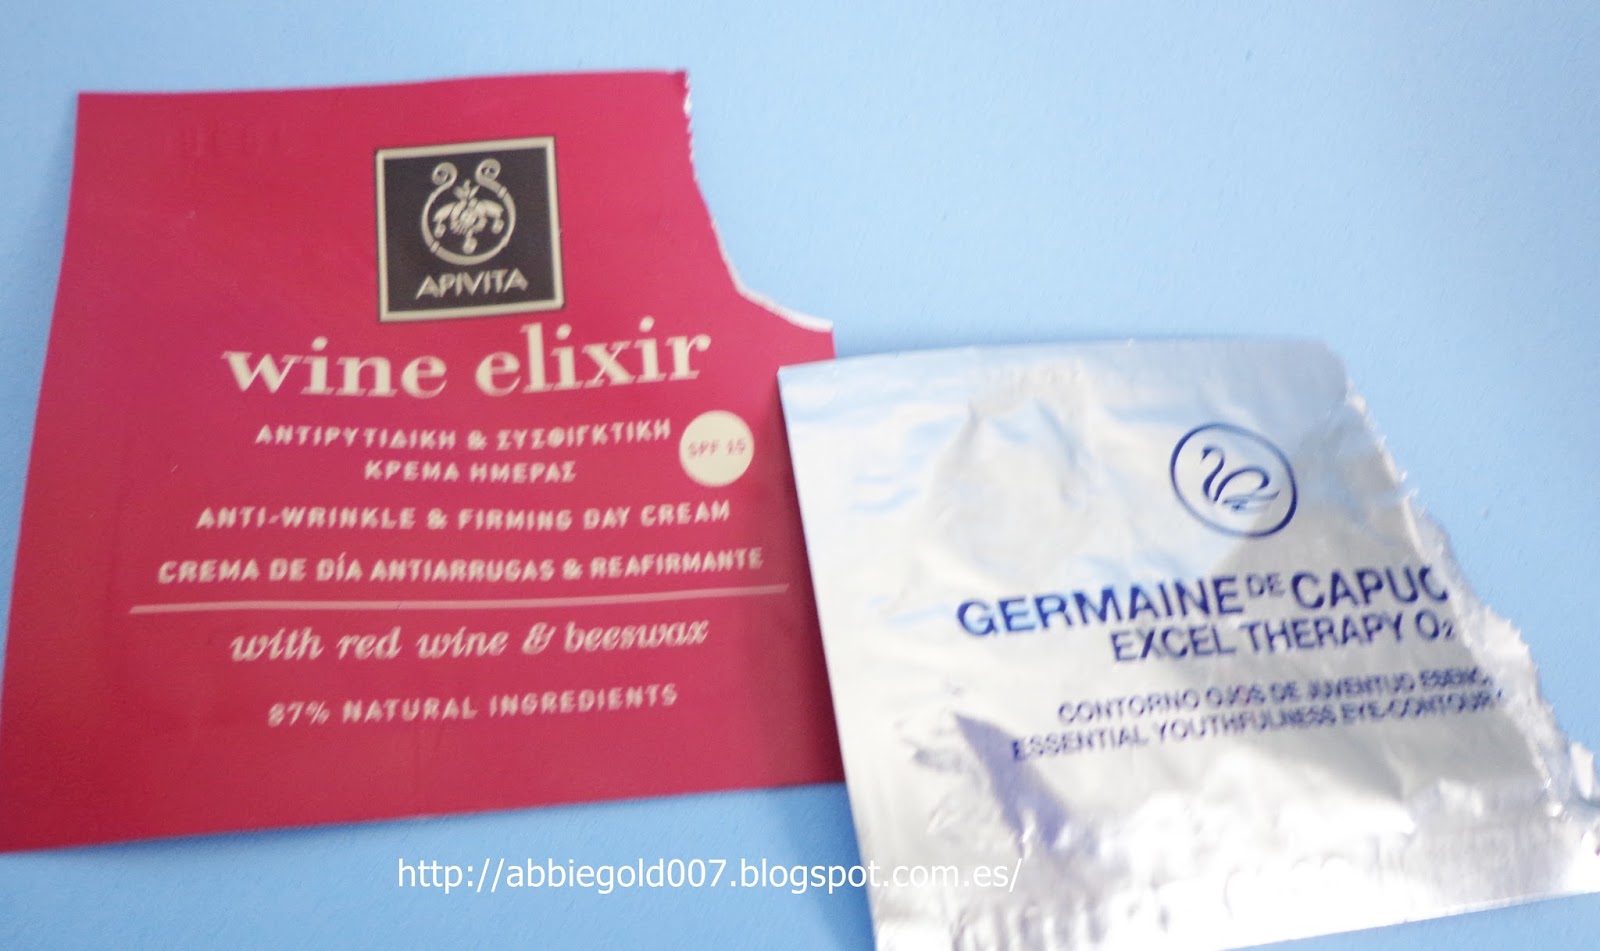 APIVITA
wine elixir
ΑΝΤΙΡΥΤΙΔΙΚΗ & ΣΥΣΦΙΓΚΤΙΚΗ
ΚΡΕΜΑ ΗΜΕΡΑΣ
SPF 15
ANTI-WRINKLE & FIRMING DAY CREAM
CREMA DE DÍA ANTIARRUGAS & REAFIRMANTE
with red wine & beeswax
87% NATURAL INGREDIENTS
GERMAINE DE CAPUC
EXCEL THERAPY O₂
CONTORNO OJOS DE JUVENTUD ESENC
ESSENTIAL YOUTHFULNESS EYE-CONTOUR
http://abbiegold007.blogspot.com.es/